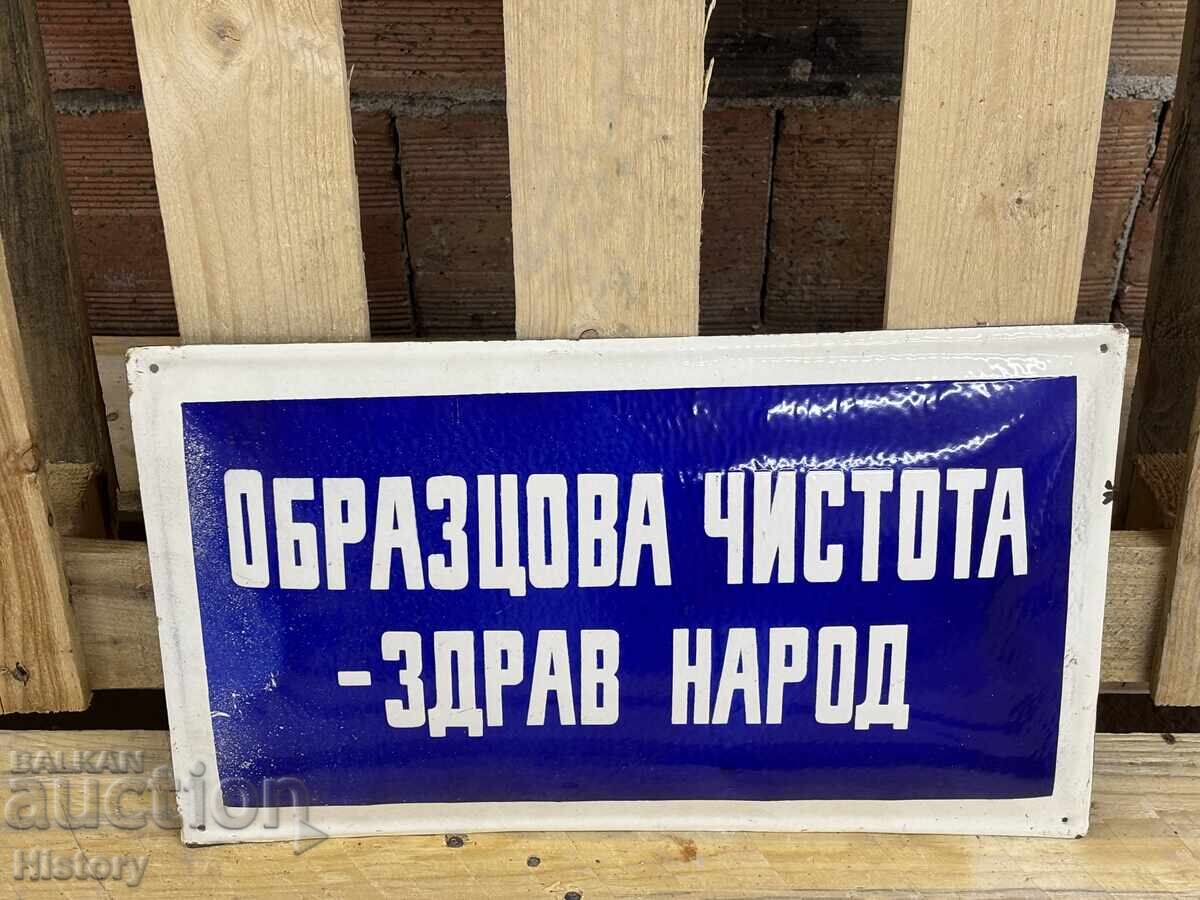 ОБРАЗЦОВА ЧИСТОТА
-ЗДРАВ НАРОД
BALKAN
auction
History